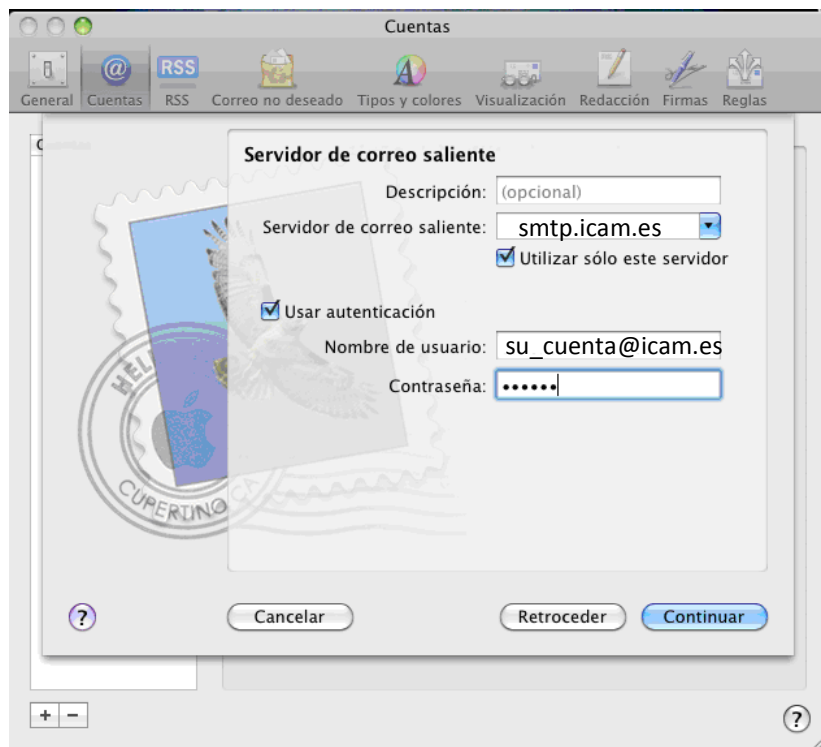 Cuentas
General Cuentas RSS Correo no deseado Tipos y colores Visualización Redacción Firmas Reglas
RSS
Servidor de correo saliente
Descripción: (opcional)
Servidor de correo saliente: smtp.icam.es
Utilizar sólo este servidor
Usar autenticación
Nombre de usuario: su_cuenta@icam.es
Contraseña: ••••••
CUPERTINO CA
? Cancelar Retroceder Continuar
+ - ?